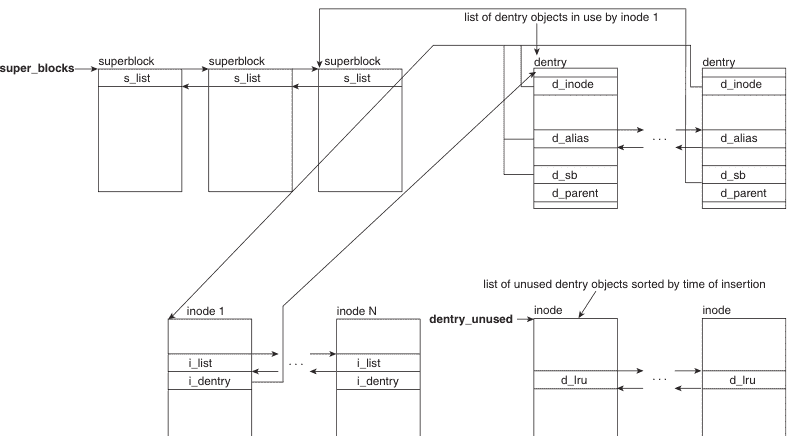 list of dentry objects in use by inode 1
superblock superblock superblock dentry dentry
super_blocks s_list s_list s_list
d_inode d_inode
d_alias . . . d_alias
d_sb d_sb
d_parent d_parent
list of unused dentry objects sorted by time of insertion
inode 1 inode N dentry_unused inode inode
i_list . . . i_list
i_dentry i_dentry d_lru . . . d_lru